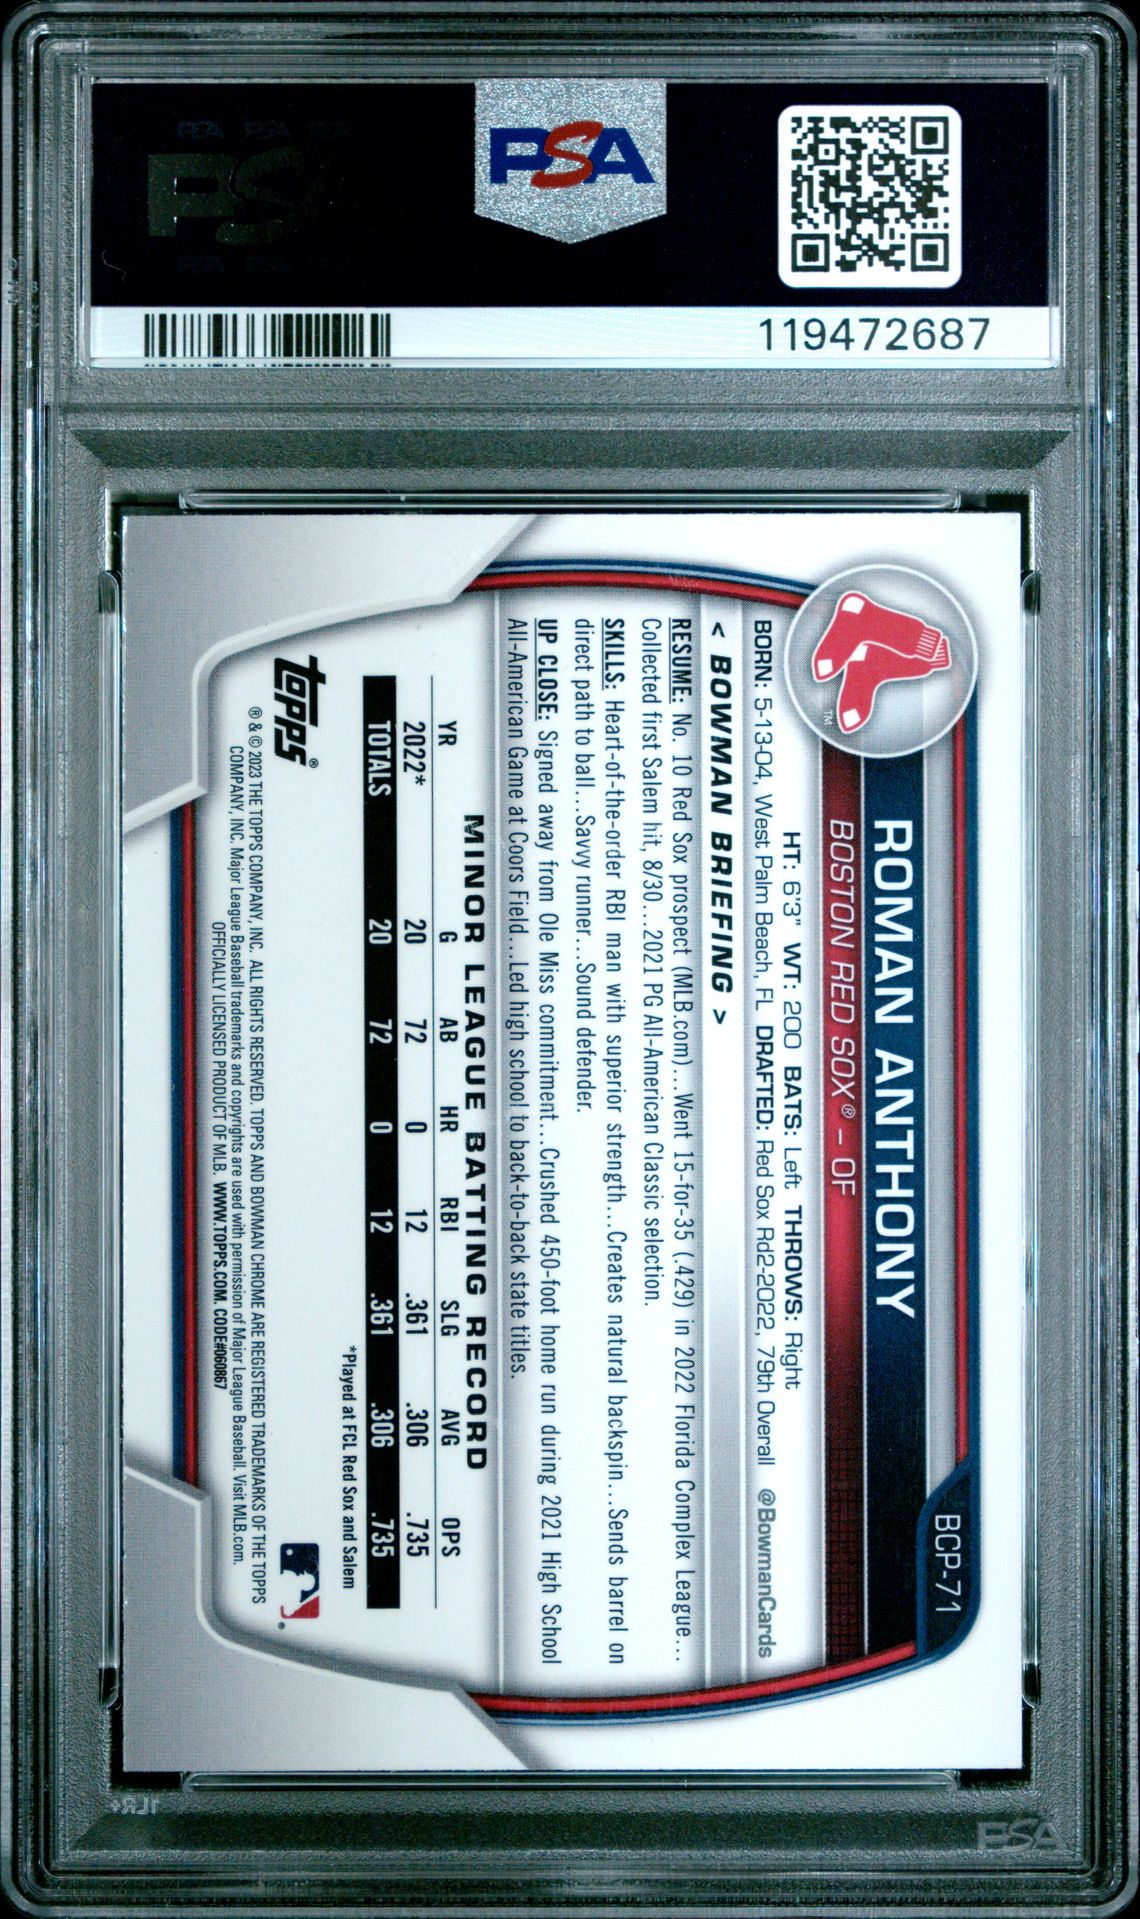 PSA PSA PSA
PSA
PSA PSA PSA
PSA
119472687
BCP-71
ROMAN ANTHONY
BOSTON RED SOX® – OF
TM
HT: 6'3" WT: 200 BATS: Left THROWS: Right
BORN: 5-13-04, West Palm Beach, FL DRAFTED: Red Sox Rd2-2022, 79th Overall @BowmanCards
< BOWMAN BRIEFING >
RESUME: No. 10 Red Sox prospect (MLB.com)...Went 15-for-35 (.429) in 2022 Florida Complex League...
Collected first Salem hit, 8/30...2021 PG All-American Classic selection.
SKILLS: Heart-of-the-order RBI man with superior strength...Creates natural backspin...Sends barrel on
direct path to ball...Savvy runner...Sound defender.
UP CLOSE: Signed away from Ole Miss commitment...Crushed 450-foot home run during 2021 High School
All-American Game at Coors Field...Led high school to back-to-back state titles.
MINOR LEAGUE BATTING RECORD
YR G AB HR RBI SLG AVG OPS
2022* 20 72 0 12 .361 .306 .735
TOTALS 20 72 0 12 .361 .306 .735
*Played at FCL Red Sox and Salem
topps®
®
® & © 2023 THE TOPPS COMPANY, INC. ALL RIGHTS RESERVED. TOPPS AND BOWMAN CHROME ARE REGISTERED TRADEMARKS OF THE TOPPS
COMPANY, INC. Major League Baseball trademarks and copyrights are used with permission of Major League Baseball. Visit MLB.com.
OFFICIALLY LICENSED PRODUCT OF MLB. WWW.TOPPS.COM. CODE#060867
1LR+
PSA